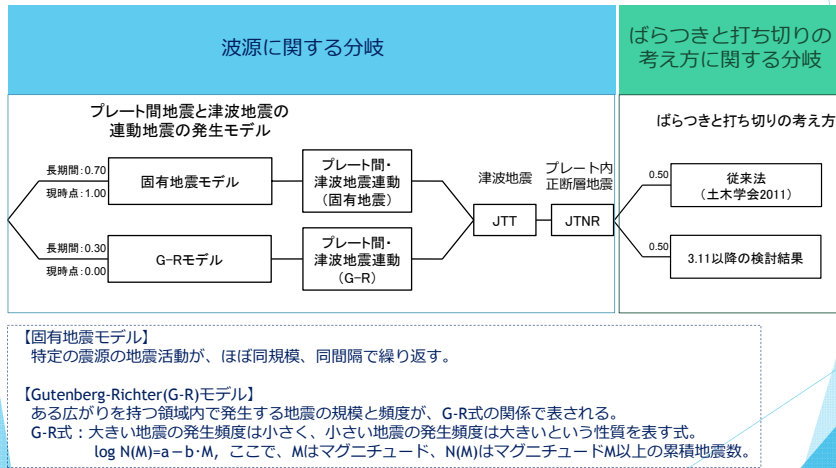 波源に関する分岐
ばらつきと打ち切りの
考え方に関する分岐
プレート間地震と津波地震の
連動地震の発生モデル
ばらつきと打ち切りの考え方
長期間:0.70
現時点:1.00
固有地震モデル
プレート間・
津波地震連動
(固有地震)
長期間:0.30
現時点:0.00
G-Rモデル
プレート間・
津波地震連動
(G-R)
津波地震
JTT
プレート内
正断層地震
JTNR
0.50
従来法
(土木学会2011)
0.50
3.11以降の検討結果
【固有地震モデル】
特定の震源の地震活動が、ほぼ同規模、同間隔で繰り返す。
【Gutenberg-Richter(G-R)モデル】
ある広がりを持つ領域内で発生する地震の規模と頻度が、G-R式の関係で表される。
G-R式：大きい地震の発生頻度は小さく、小さい地震の発生頻度は大きいという性質を表す式。
log N(M)=a－b･M，ここで、Mはマグニチュード、N(M)はマグニチュードM以上の累積地震数。